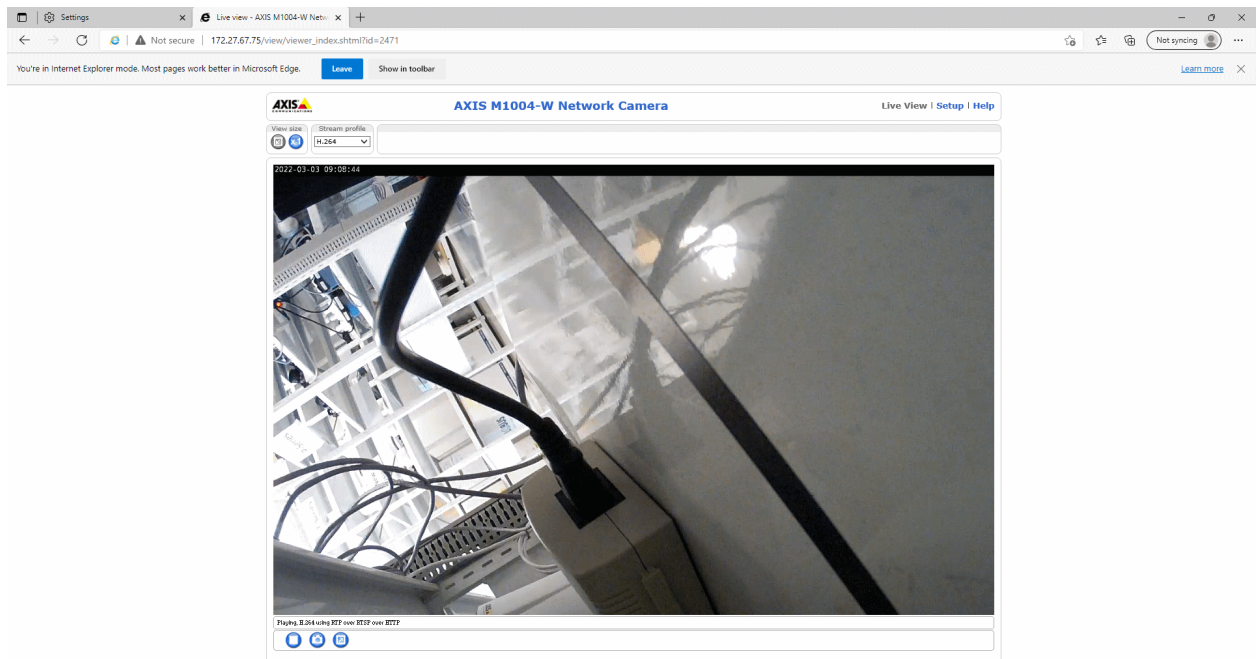 Settings
Live view - AXIS M1004-W Netw
Not secure | 172.27.67.75/view/viewer_index.shtml?id=2471
Not syncing
You're in Internet Explorer mode. Most pages work better in Microsoft Edge.
Leave
Show in toolbar
Learn more
AXIS
COMMUNICATIONS
AXIS M1004-W Network Camera
Live View | Setup | Help
View size
Stream profile
H.264
2022-03-03 09:08:44
Playing, H.264 using RTP over RTSP over HTTP